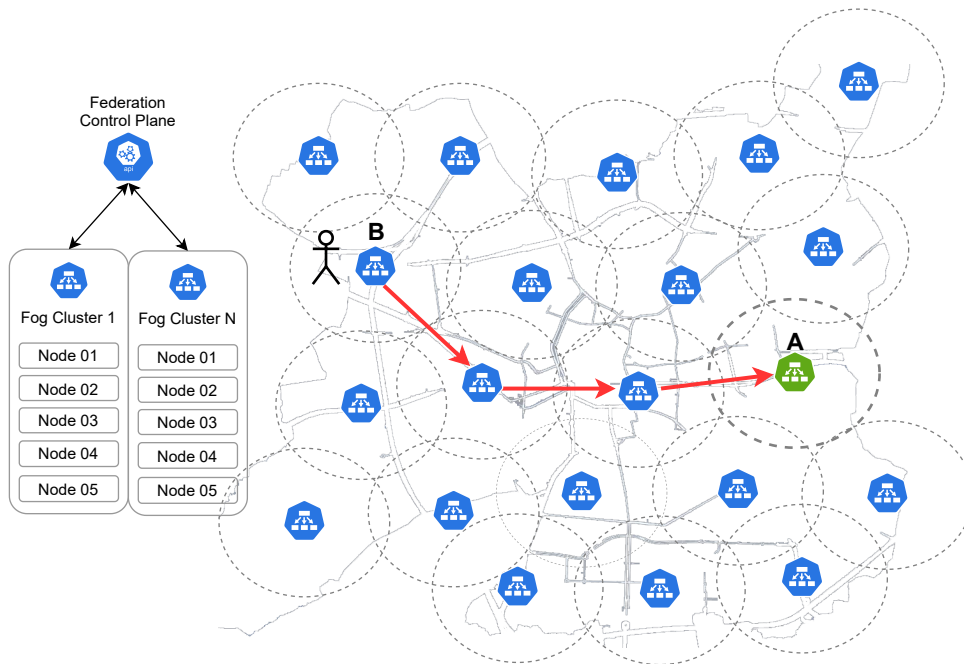 Federation
Control Plane
api
Fog Cluster 1
Node 01
Node 02
Node 03
Node 04
Node 05
Fog Cluster N
Node 01
Node 02
Node 03
Node 04
Node 05
B
A